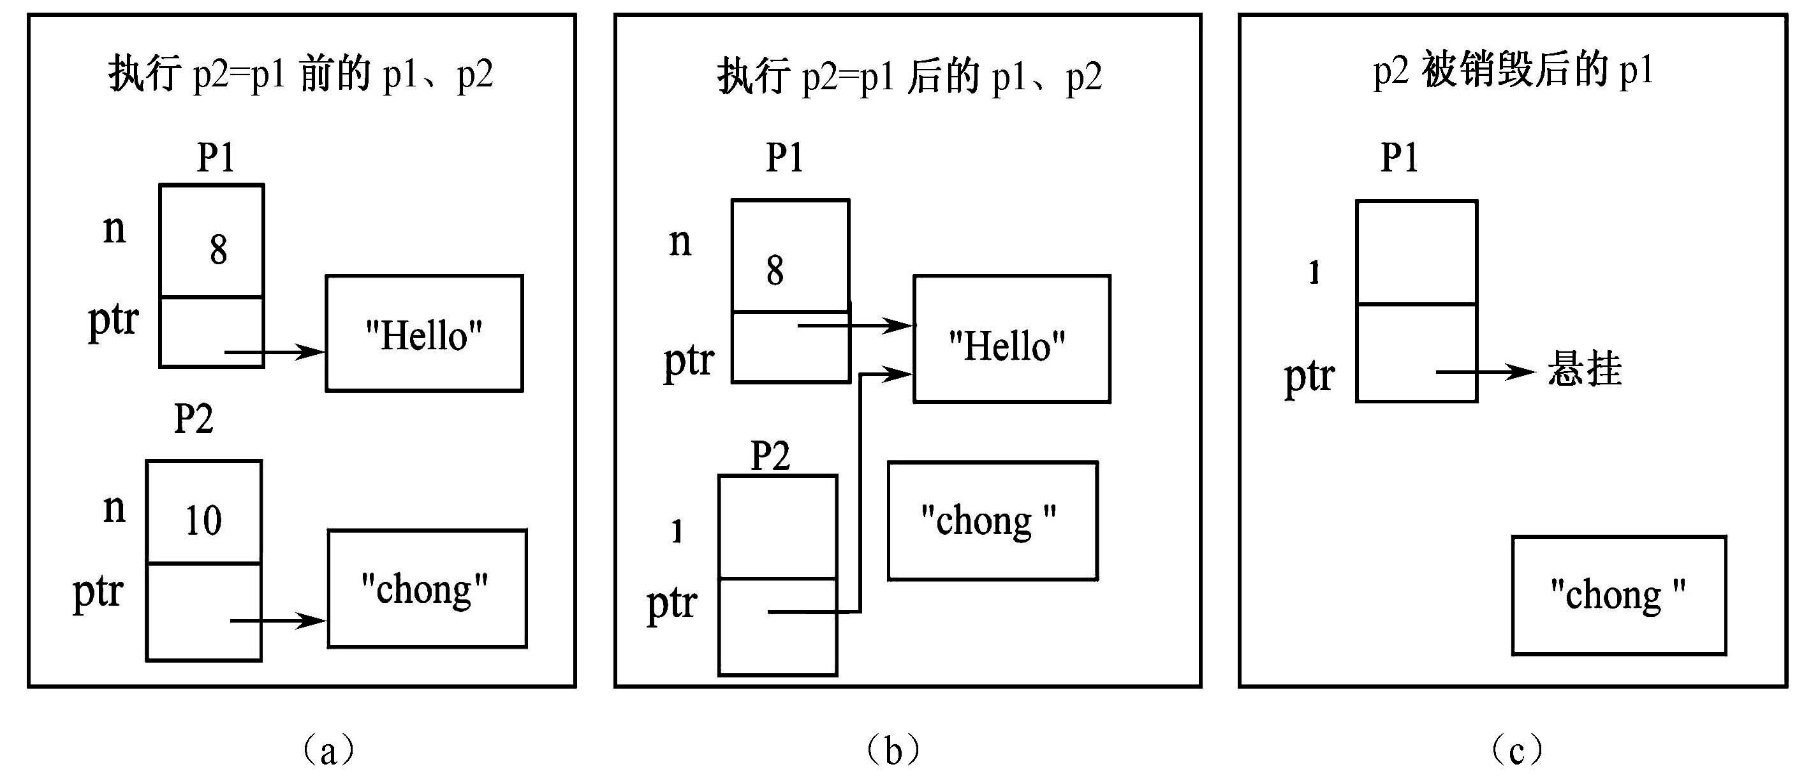 执行 p2=p1 前的 p1、p2
P1
n
8
ptr
"Hello"
P2
n
10
ptr
"chong"
(a)
执行 p2=p1 后的 p1、p2
P1
n
8
ptr
"Hello"
P2
1
ptr
"chong "
(b)
p2 被销毁后的 p1
P1
1
ptr
悬挂
"chong "
(c)